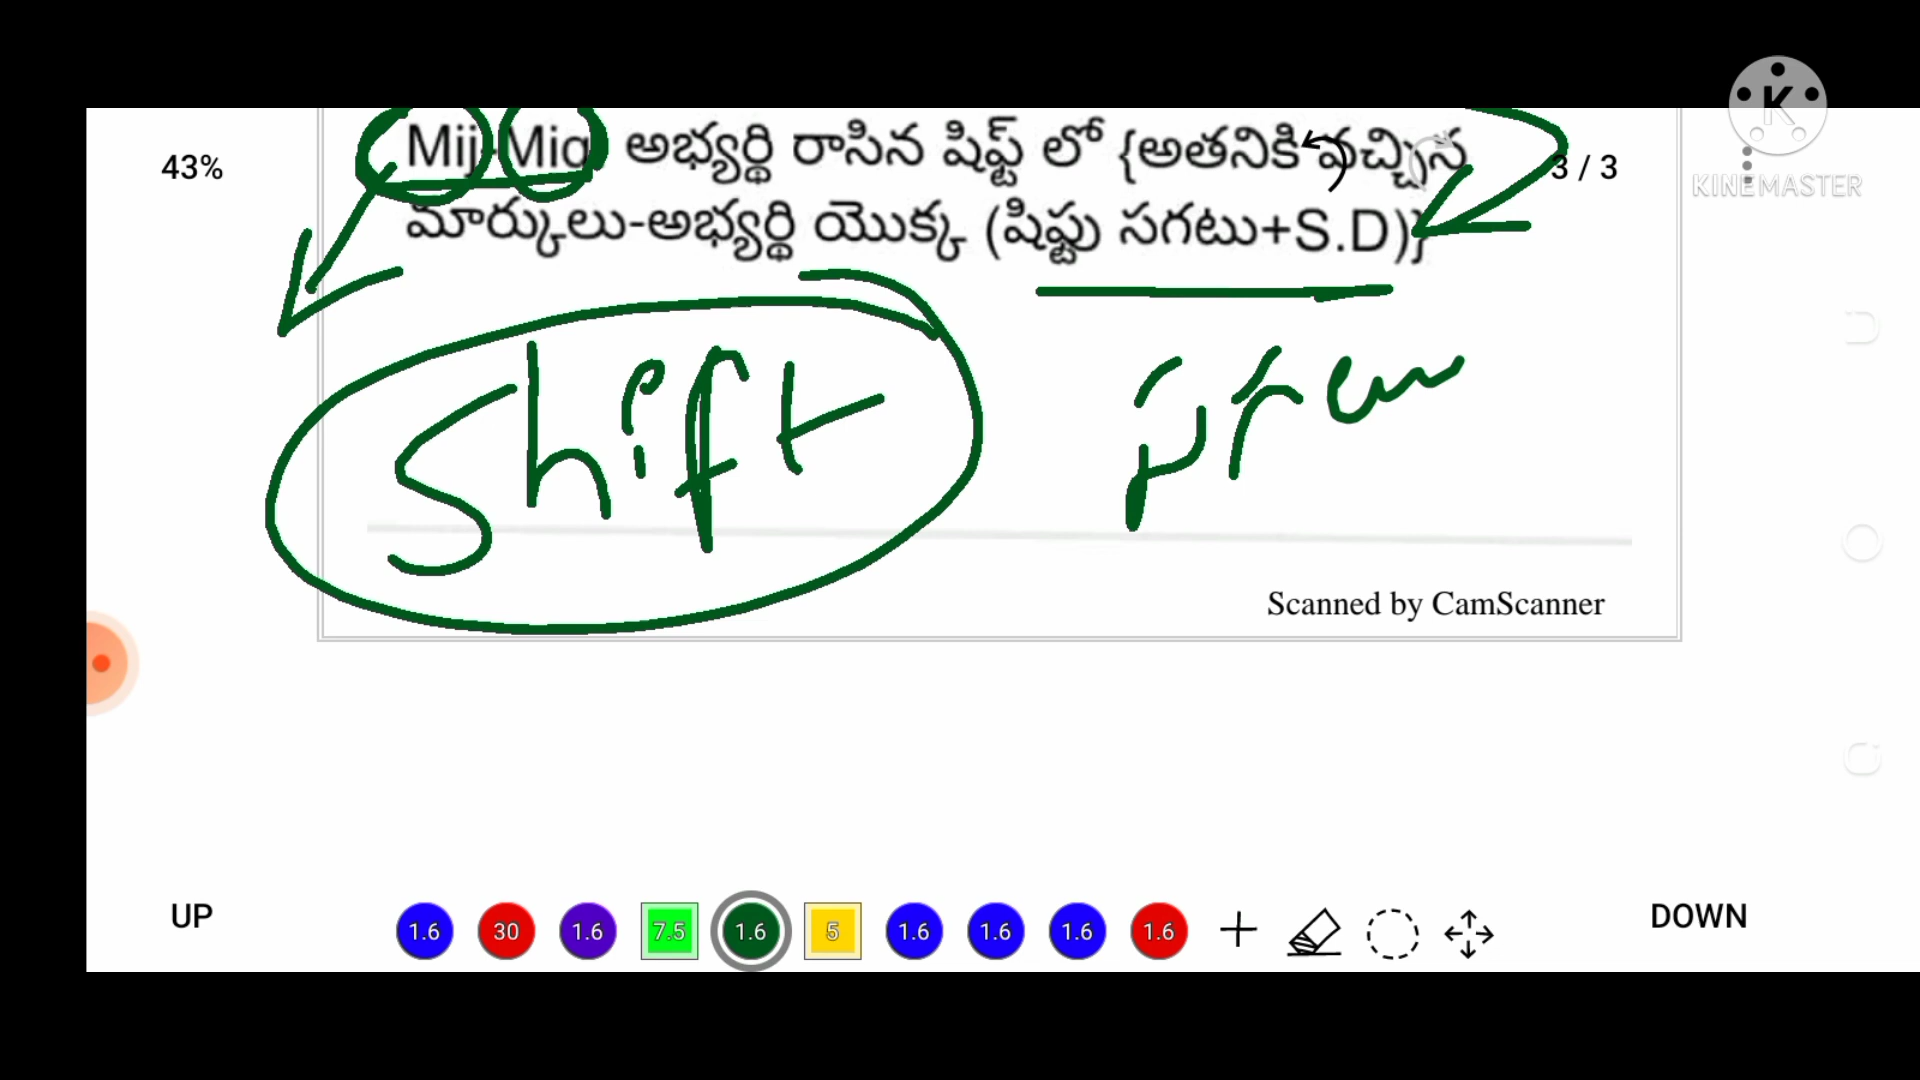 43%
Mij-Miq అభ్యర్థి రాసిన షిఫ్ట్ లో {అతనికి వచ్చిన
3 / 3
KINEMASTER
మార్కులు-అభ్యర్థి యొక్క (షిఫ్టు సగటు+S.D)}
Shift
Scanned by CamScanner
UP
1.6 30 1.6 7.5 1.6 5 1.6 1.6 1.6 1.6
DOWN